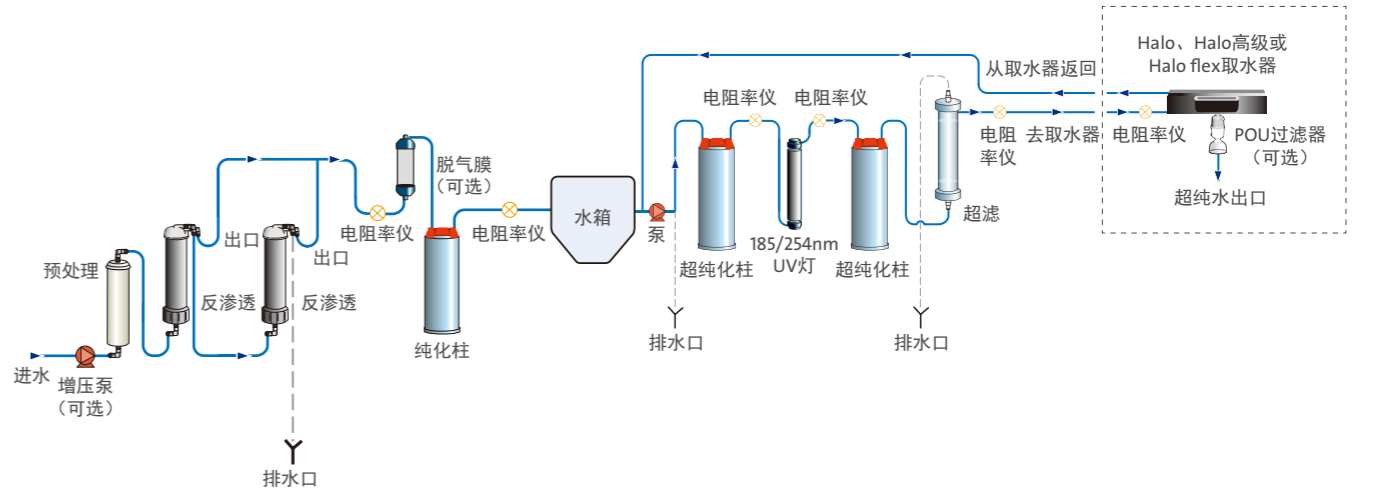 进水
增压泵
（可选）
预处理
反渗透
出口
反渗透
出口
排水口
电阻率仪
脱气膜
（可选）
纯化柱
电阻率仪
水箱
泵
排水口
超纯化柱
电阻率仪
185/254nm
UV灯
电阻率仪
超纯化柱
排水口
超滤
电阻
率仪
去取水器
从取水器返回
电阻率仪
Halo、Halo高级或
Halo flex取水器
POU过滤器
（可选）
超纯水出口